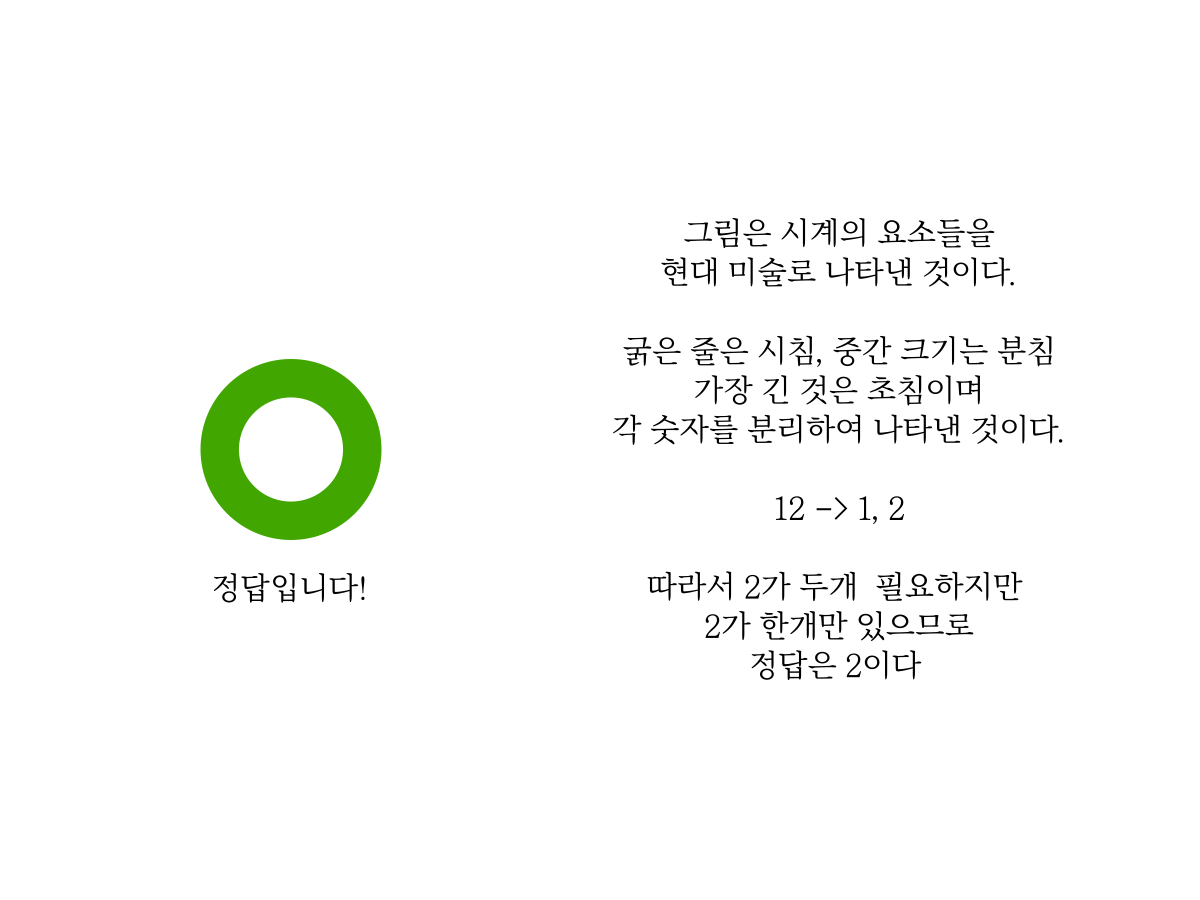 정답입니다!
그림은 시계의 요소들을
현대 미술로 나타낸 것이다.
굵은 줄은 시침, 중간 크기는 분침
가장 긴 것은 초침이며
각 숫자를 분리하여 나타낸 것이다.
12 -> 1, 2
따라서 2가 두개  필요하지만
2가 한개만 있으므로
정답은 2이다